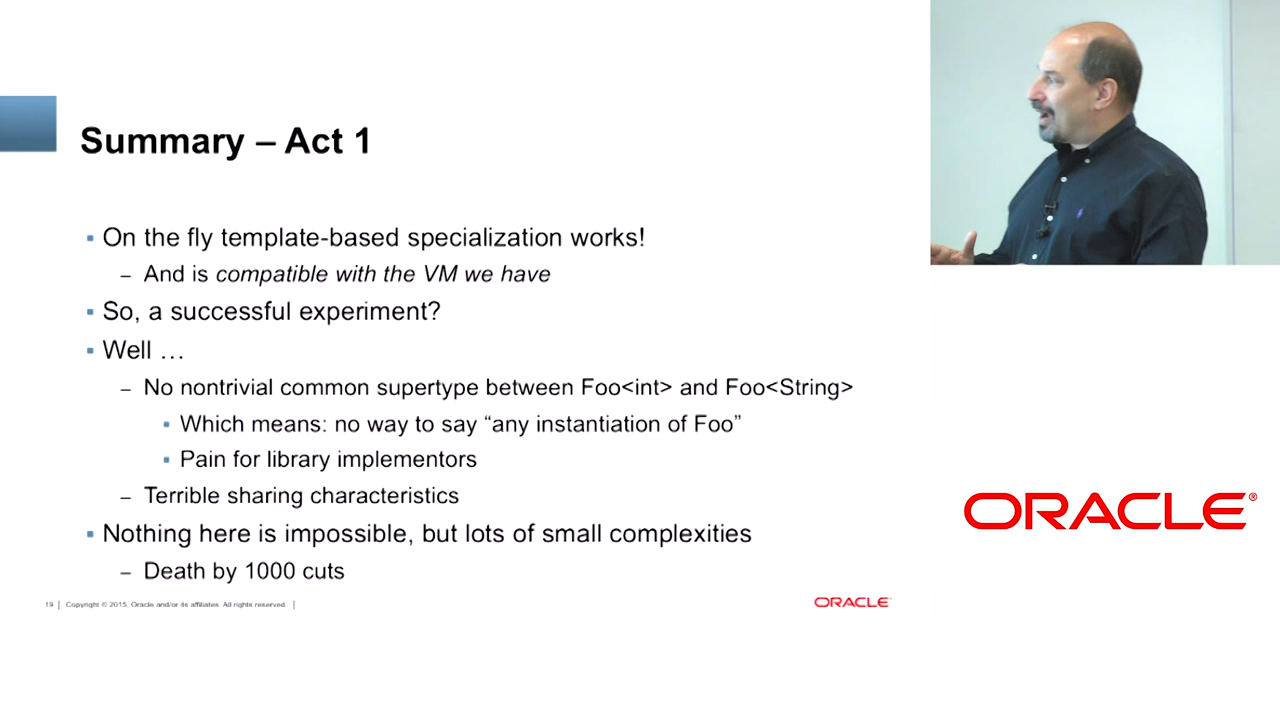 Summary – Act 1
▪ On the fly template-based specialization works!
– And is compatible with the VM we have
▪ So, a successful experiment?
▪ Well …
– No nontrivial common supertype between Foo<int> and Foo<String>
▪ Which means: no way to say “any instantiation of Foo”
▪ Pain for library implementors
– Terrible sharing characteristics
▪ Nothing here is impossible, but lots of small complexities
– Death by 1000 cuts
19 | Copyright © 2015, Oracle and/or its affiliates. All rights reserved. |
ORACLE
ORACLE®